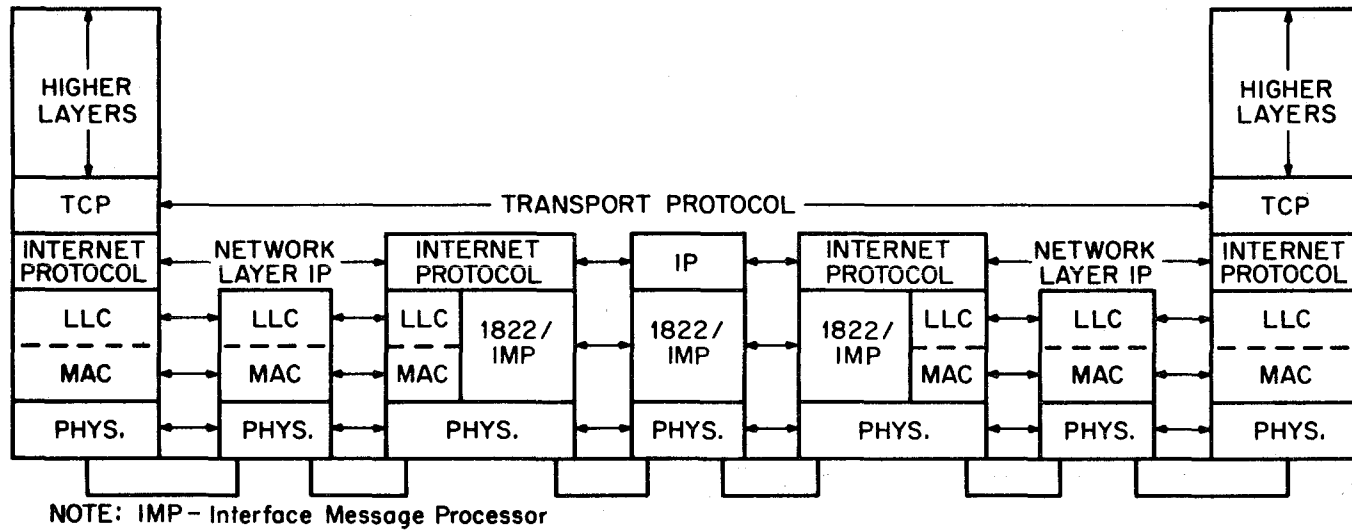 HIGHER
LAYERS
HIGHER
LAYERS
TCP
TRANSPORT PROTOCOL
TCP
INTERNET
PROTOCOL
NETWORK
LAYER IP
INTERNET
PROTOCOL
IP
INTERNET
PROTOCOL
NETWORK
LAYER IP
INTERNET
PROTOCOL
LLC
MAC
LLC
MAC
LLC
MAC
1822/
IMP
1822/
IMP
1822/
IMP
LLC
MAC
LLC
MAC
LLC
MAC
PHYS.
PHYS.
PHYS.
PHYS.
PHYS.
PHYS.
PHYS.
NOTE: IMP - Interface Message Processor